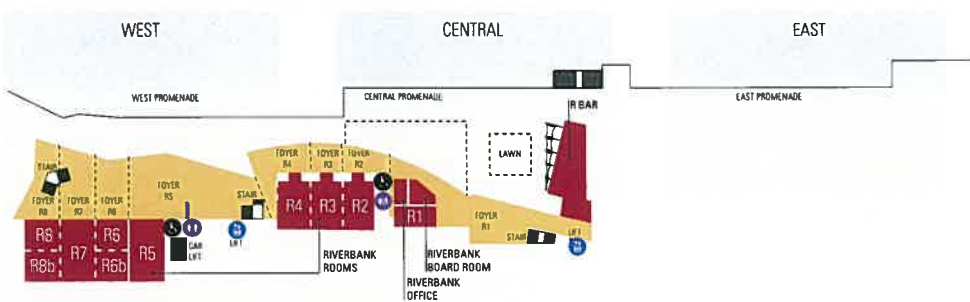 WEST
CENTRAL
EAST
WEST PROMENADE
CENTRAL PROMENADE
EAST PROMENADE
R BAR
LAWN
FOYER
R4
FOYER
R3
FOYER
R2
STAIR
FOYER
R8
FOYER
R7
FOYER
R6
FOYER
R5
STAIR
LIFT
CAR
LIFT
R4
R3
R2
R1
FOYER
R1
STAIR
LIFT
R8
R8b
R7
R6
R6b
R5
RIVERBANK
ROOMS
RIVERBANK
BOARD ROOM
RIVERBANK
OFFICE